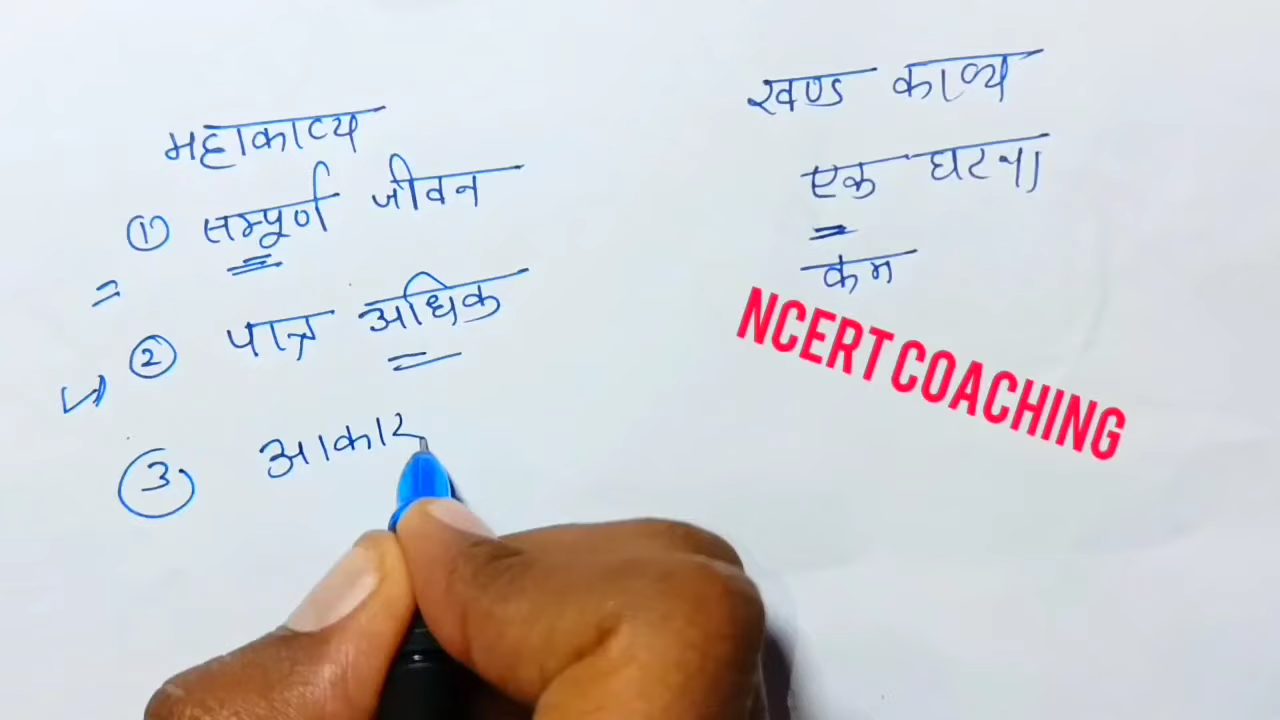 महाकाव्य
① सम्पूर्ण जीवन
② पात्र अधिक
③ आकार
खण्ड काव्य
एक घटना
कम
NCERT COACHING